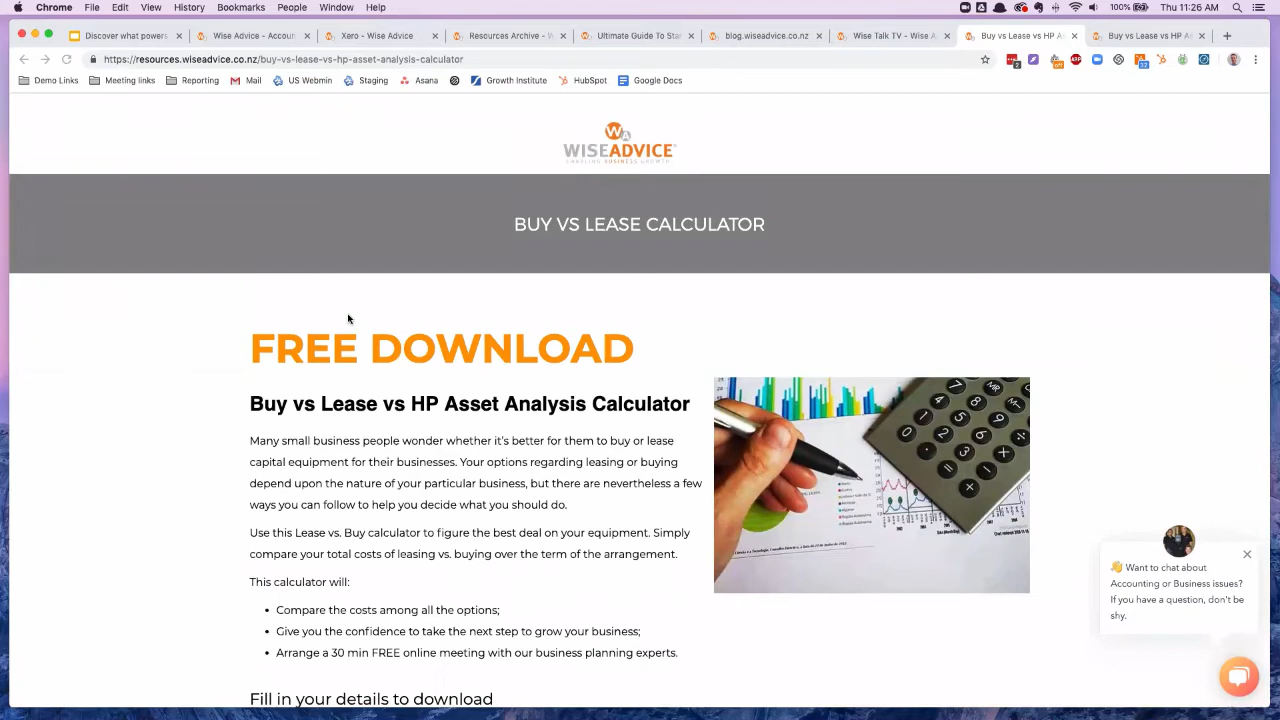 Chrome File Edit View History Bookmarks People Window Help 100% Thu 11:26 AM
Discover what powers Wise Advice - Accoun Xero - Wise Advice Resources Archive - W Ultimate Guide To Star blog.wiseadvice.co.nz Wise Talk TV - Wise A Buy vs Lease vs HP As Buy vs Lease vs HP As
https://resources.wiseadvice.co.nz/buy-vs-lease-vs-hp-asset-analysis-calculator
Demo Links Meeting links Reporting Mail US Webmin Staging Asana Growth Institute HubSpot Google Docs
WA
WISEADVICE
ENABLING BUSINESS GROWTH
BUY VS LEASE CALCULATOR
FREE DOWNLOAD
Buy vs Lease vs HP Asset Analysis Calculator
Many small business people wonder whether it's better for them to buy or lease
capital equipment for their businesses. Your options regarding leasing or buying
depend upon the nature of your particular business, but there are nevertheless a few
ways you can follow to help you decide what you should do.
Use this Lease vs. Buy calculator to figure the best deal on your equipment. Simply
compare your total costs of leasing vs. buying over the term of the arrangement.
This calculator will:
• Compare the costs among all the options;
• Give you the confidence to take the next step to grow your business;
• Arrange a 30 min FREE online meeting with our business planning experts.
Fill in your details to download
👋 Want to chat about
Accounting or Business issues?
If you have a question, don't be
shy.